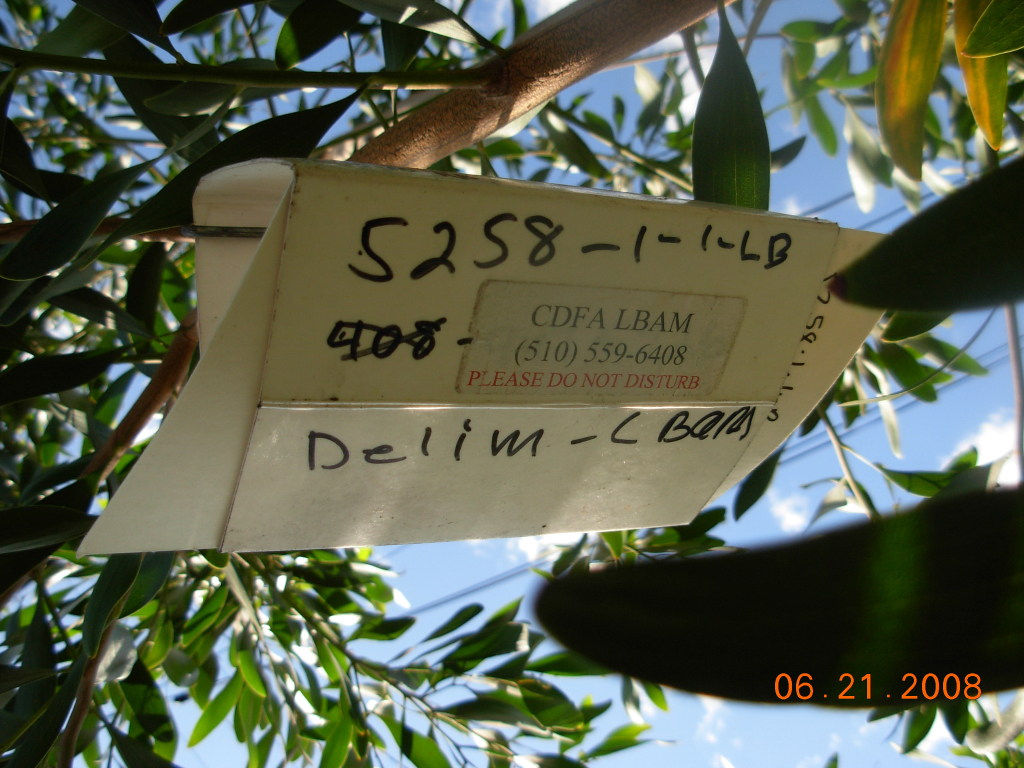 5258-1-1-LB
408-
CDFA LBAM
(510) 559-6408
PLEASE DO NOT DISTURB
Delim - LBAM
06.21.2008